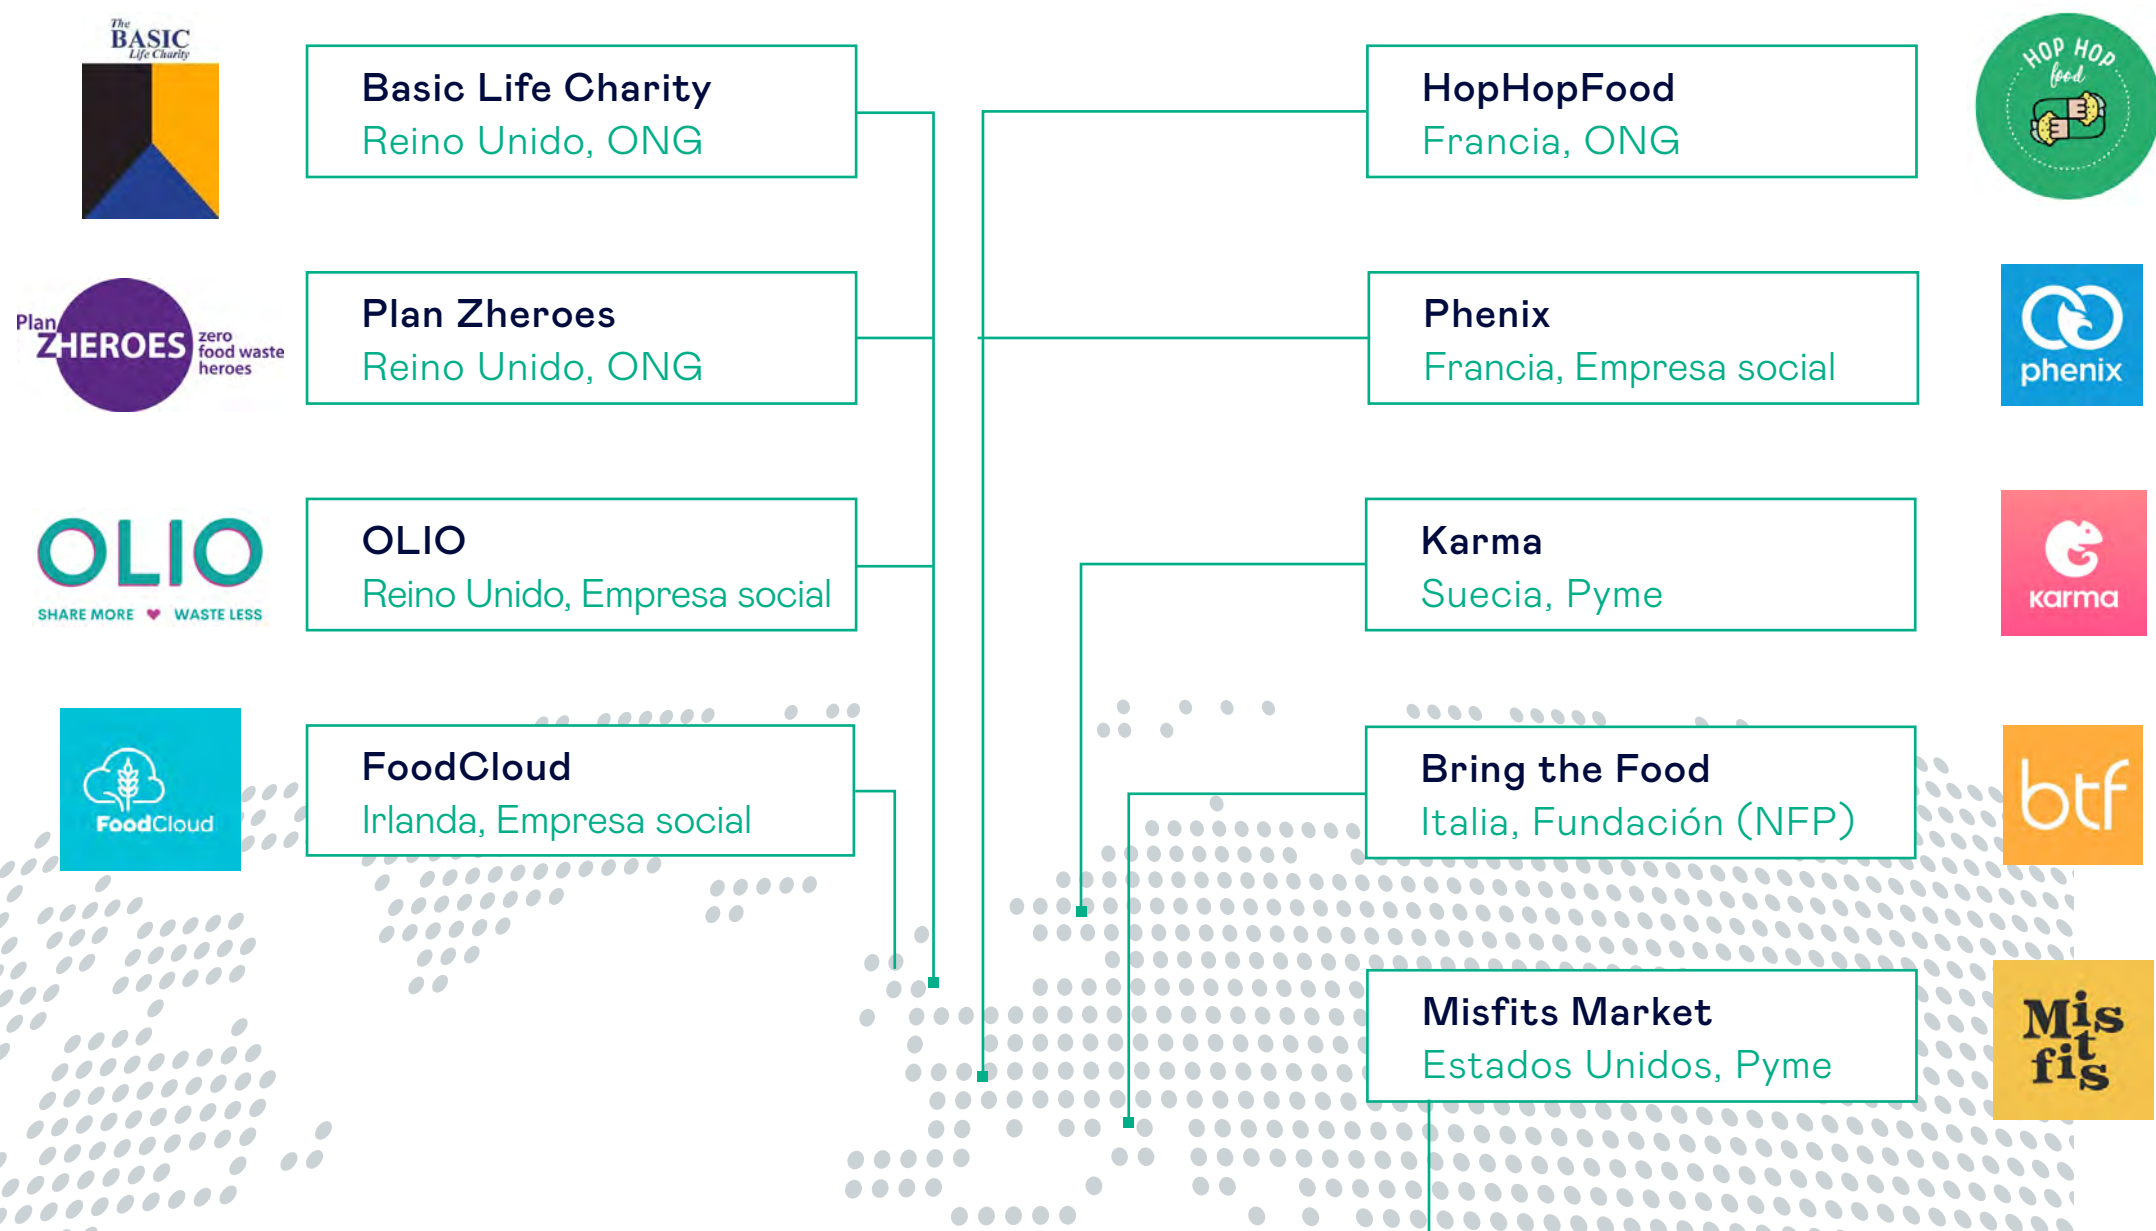 The
BASIC
Life Charity
Basic Life Charity
Reino Unido, ONG
HopHopFood
Francia, ONG
HOP HOP
food
Plan
ZHEROES
zero
food waste
heroes
Plan Zheroes
Reino Unido, ONG
Phenix
Francia, Empresa social
phenix
OLIO
SHARE MORE ♥ WASTE LESS
OLIO
Reino Unido, Empresa social
Karma
Suecia, Pyme
Karma
FoodCloud
FoodCloud
Irlanda, Empresa social
Bring the Food
Italia, Fundación (NFP)
btf
Misfits Market
Estados Unidos, Pyme
Mis
fits